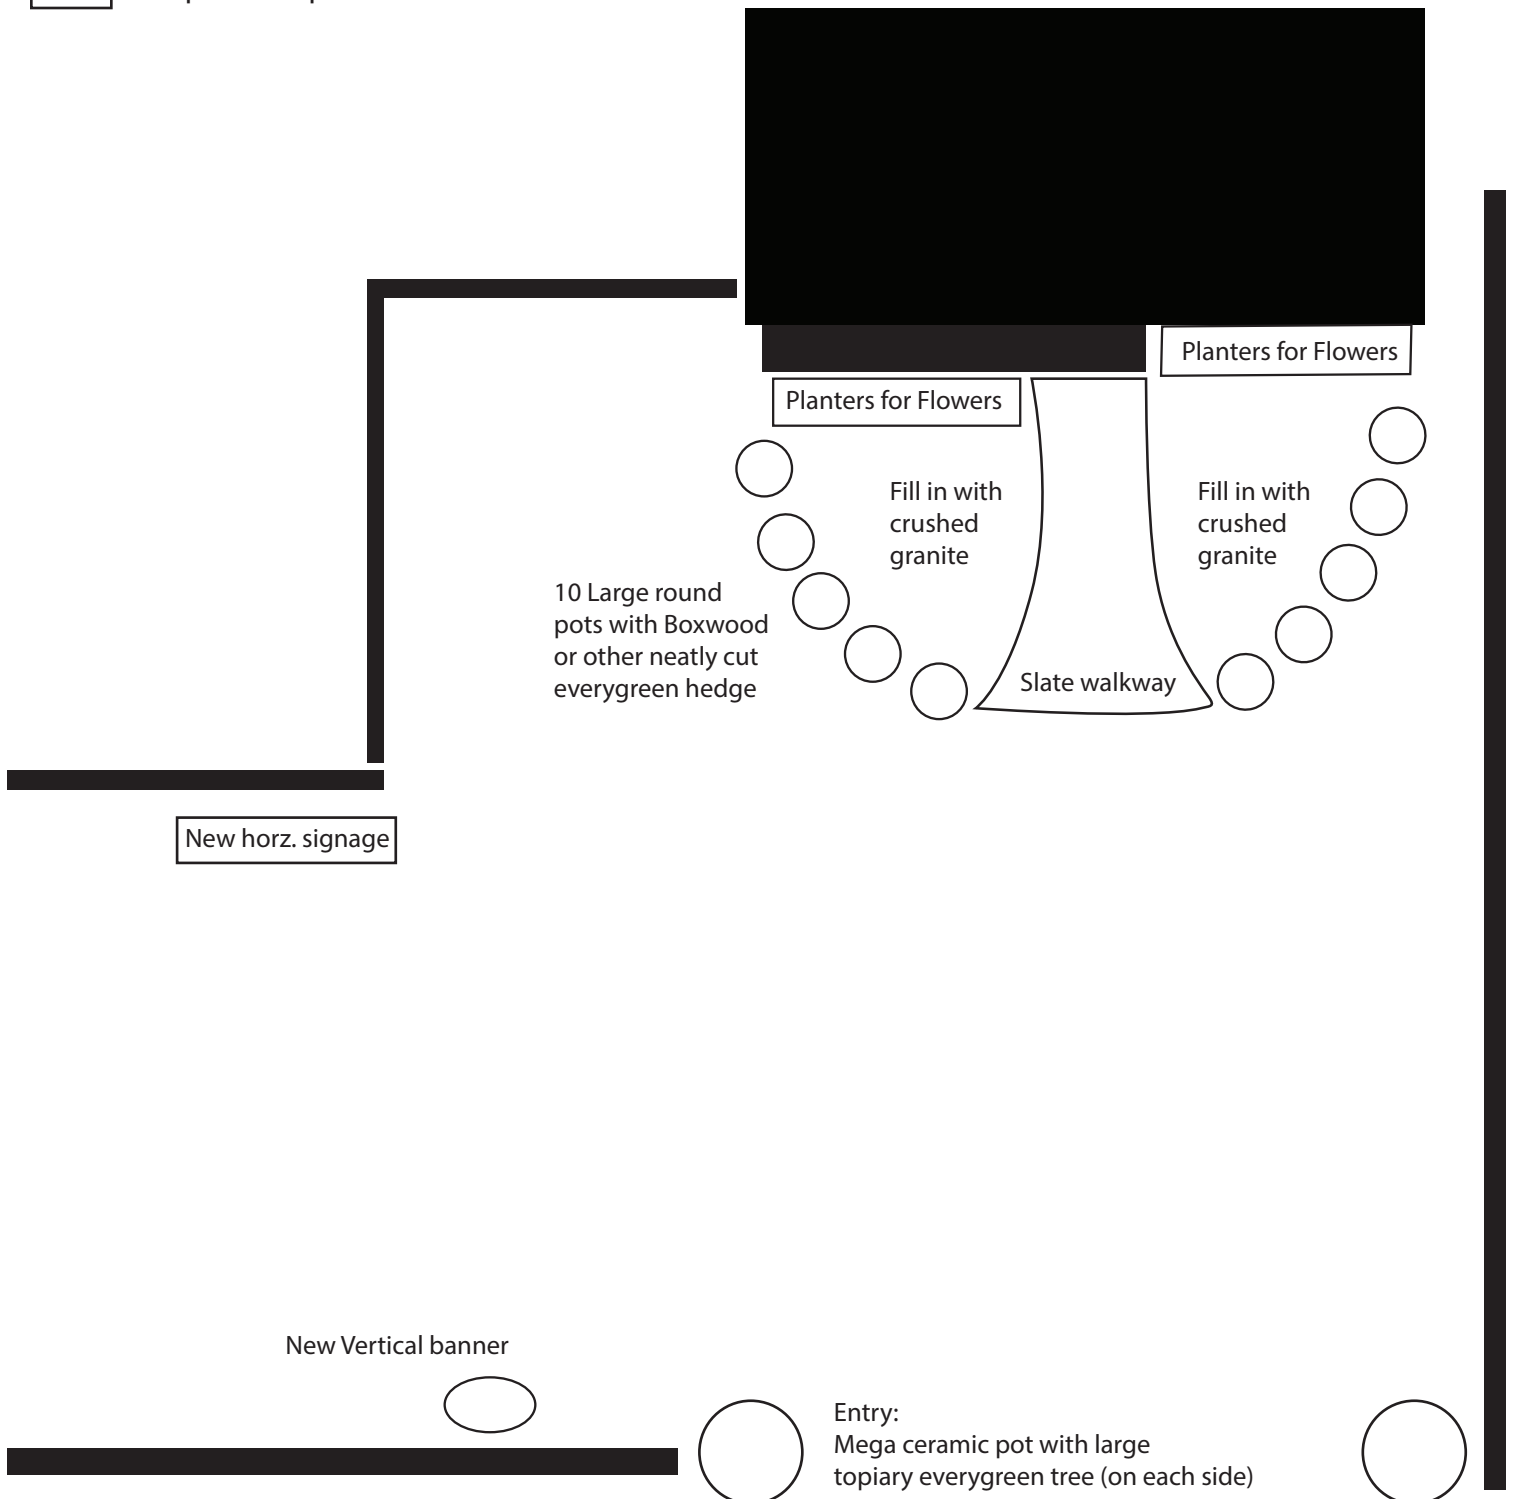 Planters for Flowers
Planters for Flowers
Fill in with
crushed
granite
Fill in with
crushed
granite
10 Large round
pots with Boxwood
or other neatly cut
everygreen hedge
Slate walkway
New horz. signage
New Vertical banner
Entry:
Mega ceramic pot with large
topiary everygreen tree (on each side)